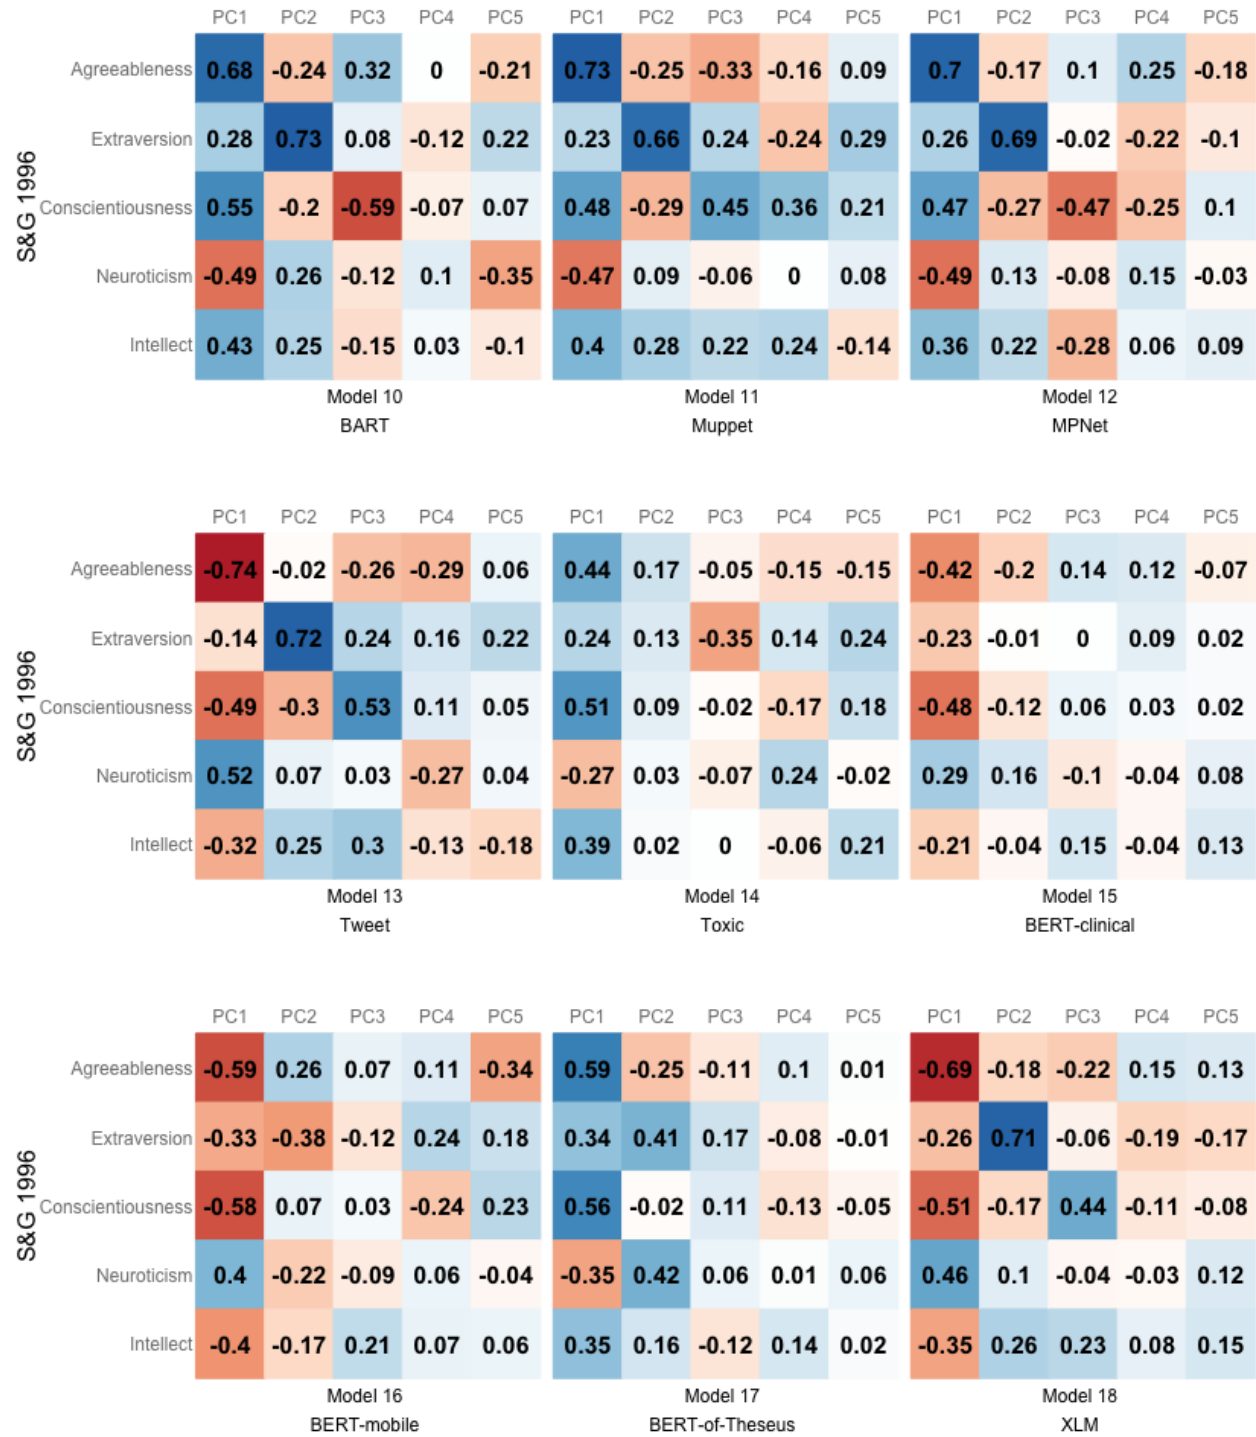 PC1 PC2 PC3 PC4 PC5 PC1 PC2 PC3 PC4 PC5 PC1 PC2 PC3 PC4 PC5
Agreeableness 0.68 -0.24 0.32 0 -0.21 0.73 -0.25 -0.33 -0.16 0.09 0.7 -0.17 0.1 0.25 -0.18
Extraversion 0.28 0.73 0.08 -0.12 0.22 0.23 0.66 0.24 -0.24 0.29 0.26 0.69 -0.02 -0.22 -0.1
S&G 1996
Conscientiousness 0.55 -0.2 -0.59 -0.07 0.07 0.48 -0.29 0.45 0.36 0.21 0.47 -0.27 -0.47 -0.25 0.1
Neuroticism -0.49 0.26 -0.12 0.1 -0.35 -0.47 0.09 -0.06 0 0.08 -0.49 0.13 -0.08 0.15 -0.03
Intellect 0.43 0.25 -0.15 0.03 -0.1 0.4 0.28 0.22 0.24 -0.14 0.36 0.22 -0.28 0.06 0.09
Model 10 Model 11 Model 12
BART Muppet MPNet
PC1 PC2 PC3 PC4 PC5 PC1 PC2 PC3 PC4 PC5 PC1 PC2 PC3 PC4 PC5
Agreeableness -0.74 -0.02 -0.26 -0.29 0.06 0.44 0.17 -0.05 -0.15 -0.15 -0.42 -0.2 0.14 0.12 -0.07
Extraversion -0.14 0.72 0.24 0.16 0.22 0.24 0.13 -0.35 0.14 0.24 -0.23 -0.01 0 0.09 0.02
S&G 1996
Conscientiousness -0.49 -0.3 0.53 0.11 0.05 0.51 0.09 -0.02 -0.17 0.18 -0.48 -0.12 0.06 0.03 0.02
Neuroticism 0.52 0.07 0.03 -0.27 0.04 -0.27 0.03 -0.07 0.24 -0.02 0.29 0.16 -0.1 -0.04 0.08
Intellect -0.32 0.25 0.3 -0.13 -0.18 0.39 0.02 0 -0.06 0.21 -0.21 -0.04 0.15 -0.04 0.13
Model 13 Model 14 Model 15
Tweet Toxic BERT-clinical
PC1 PC2 PC3 PC4 PC5 PC1 PC2 PC3 PC4 PC5 PC1 PC2 PC3 PC4 PC5
Agreeableness -0.59 0.26 0.07 0.11 -0.34 0.59 -0.25 -0.11 0.1 0.01 -0.69 -0.18 -0.22 0.15 0.13
Extraversion -0.33 -0.38 -0.12 0.24 0.18 0.34 0.41 0.17 -0.08 -0.01 -0.26 0.71 -0.06 -0.19 -0.17
S&G 1996
Conscientiousness -0.58 0.07 0.03 -0.24 0.23 0.56 -0.02 0.11 -0.13 -0.05 -0.51 -0.17 0.44 -0.11 -0.08
Neuroticism 0.4 -0.22 -0.09 0.06 -0.04 -0.35 0.42 0.06 0.01 0.06 0.46 0.1 -0.04 -0.03 0.12
Intellect -0.4 -0.17 0.21 0.07 0.06 0.35 0.16 -0.12 0.14 0.02 -0.35 0.26 0.23 0.08 0.15
Model 16 Model 17 Model 18
BERT-mobile BERT-of-Theseus XLM